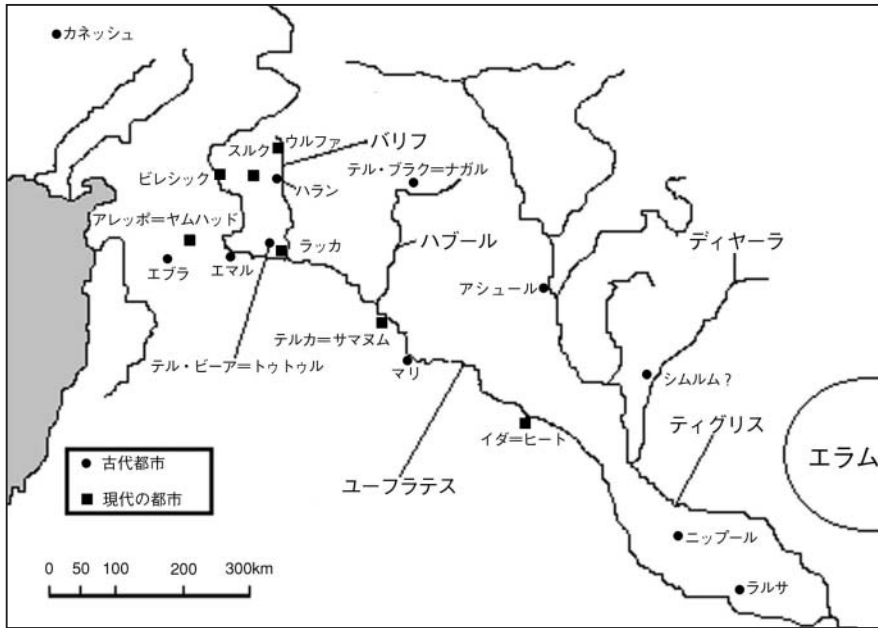 カネッシュ
ウルファ
スルク
バリフ
テル・ブラク＝ナガル
ビレシック
ハラン
アレッポ＝ヤムハッド
ハブール
ディヤーラ
ラッカ
エブラ
エマル
アシュール
テルカ＝サマヌム
テル・ビーア＝トゥトゥル
マリ
シムルム？
ティグリス
イダ＝ヒート
エラム
古代都市
ユーフラテス
現代の都市
ニップール
0 50 100 200 300km
ラルサ